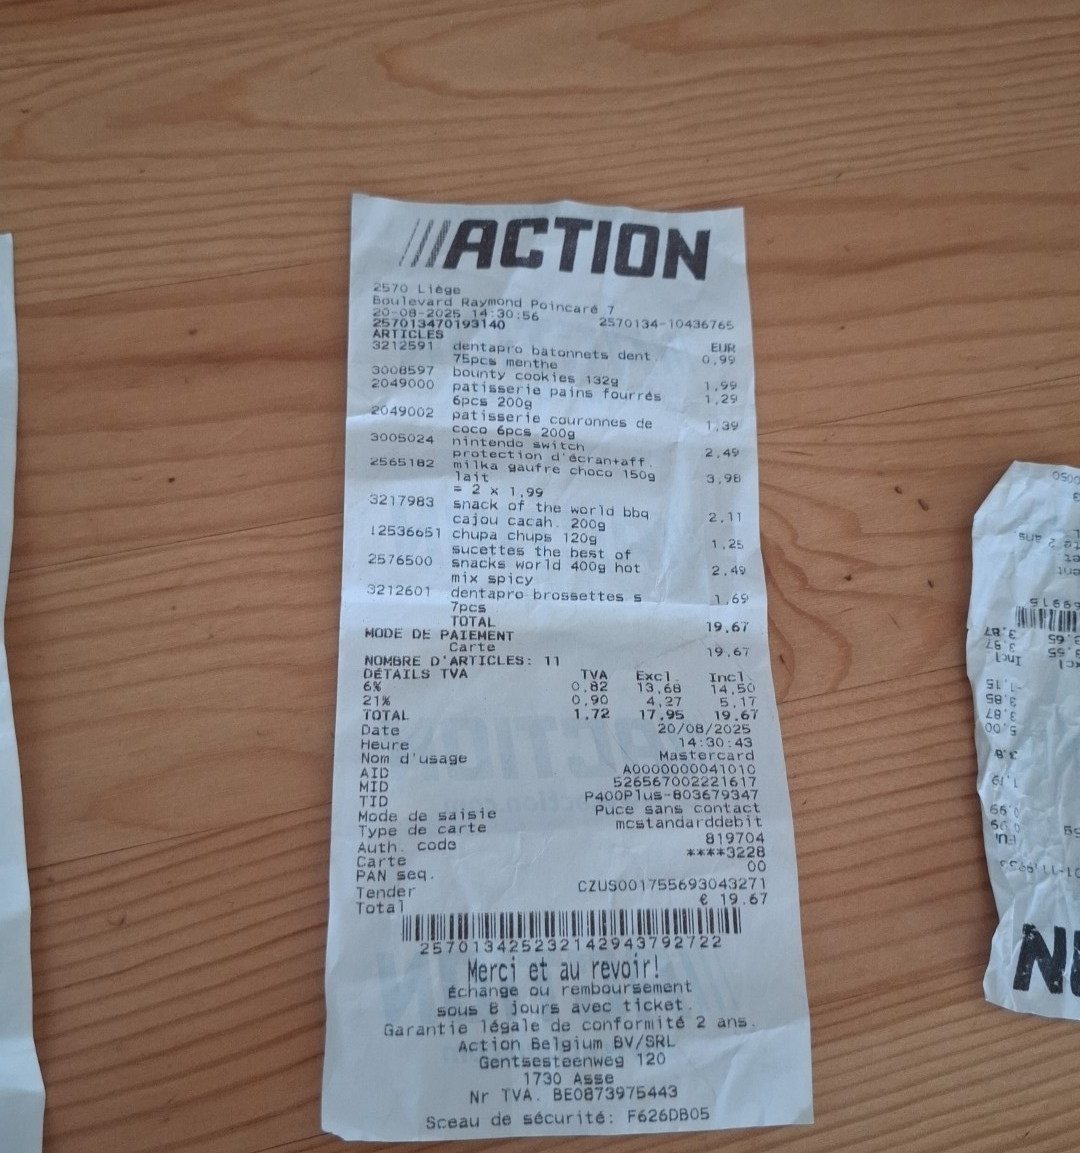 ///ACTION
2570 Liége
Boulevard Raymond Poincaré 7
20-08-2025 14:30:56
257013470193140 2570134-10436765
ARTICLES EUR
3212591 dentapro bâtonnets dent. 0,99
75pcs menthe
3008597 bounty cookies 132g 1,99
2049000 patisserie pains fourrés 1,29
6pcs 200g
2049002 patisserie couronnes de 1,39
coco 6pcs 200g
3005024 nintendo switch 2,49
protection d'écran+aff.
2565182 milka gaufre choco 150g 3,98
lait
= 2 x 1,99
3217983 snack of the world bbq 2,11
cajou cacah. 200g
!2536651 chupa chups 120g 1,25
sucettes the best of
2576500 snacks world 400g hot 2,49
mix spicy
3212601 dentapro brossettes s 1,69
7pcs
TOTAL 19,67
MODE DE PAIEMENT
Carte 19,67
NOMBRE D'ARTICLES: 11
DÉTAILS TVA TVA Excl. Incl.
6% 0,82 13,68 14,50
21% 0,90 4,27 5,17
TOTAL 1,72 17,95 19,67
Date 20/08/2025
Heure 14:30:43
Nom d'usage Mastercard
AID A0000000041010
MID 526567002221617
TID P400Plus-803679347
Mode de saisie Puce sans contact
Type de carte mcstandarddebit
Auth. code 819704
Carte ****3228
PAN seq. 00
Tender CZUS001755693043271
Total € 19.67
257013425232142943792722
Merci et au revoir!
Échange ou remboursement
sous 8 jours avec ticket.
Garantie légale de conformité 2 ans.
Action Belgium BV/SRL
Gentsesteenweg 120
1730 Asse
Nr TVA. BE0873975443
Sceau de sécurité: F626DB05